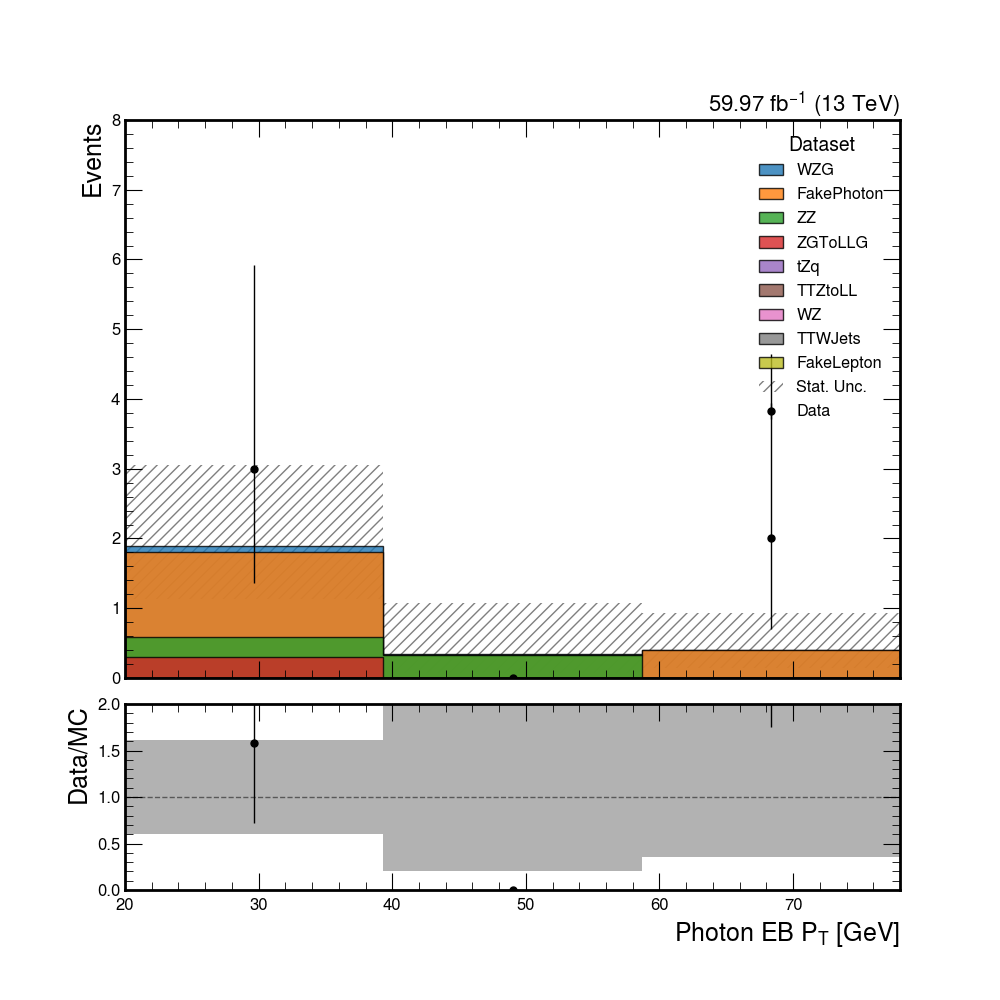 59.97 fb⁻¹ (13 TeV)
Events
8
7
6
5
4
3
2
1
0
Dataset
WZG
FakePhoton
ZZ
ZGToLLG
tZq
TTZtoLL
WZ
TTWJets
FakeLepton
Stat. Unc.
Data
Data/MC
2.0
1.5
1.0
0.5
0.0
20 30 40 50 60 70
Photon EB P_T [GeV]